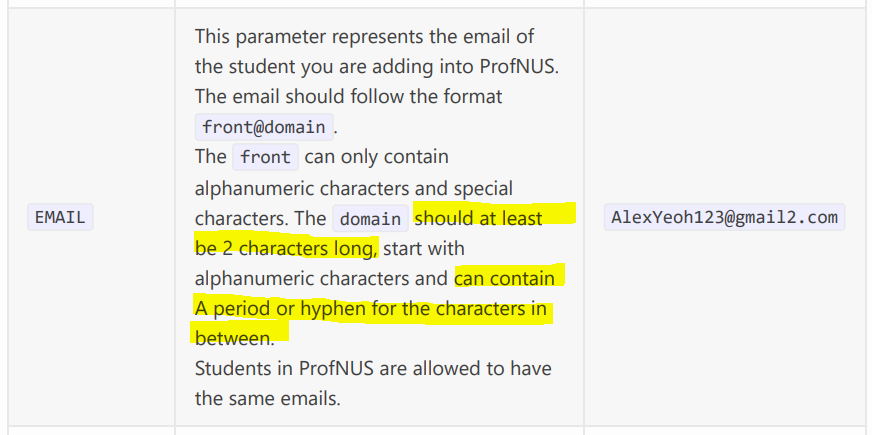 This parameter represents the email of
the student you are adding into ProfNUS.
The email should follow the format
front@domain .
The front can only contain
alphanumeric characters and special
characters. The domain should at least
EMAIL
AlexYeoh123@gmail2.com
be 2 characters long, start with
alphanumeric characters and can contain
A period or hyphen for the characters in
between.
Students in ProfNUS are allowed to have
the same emails.